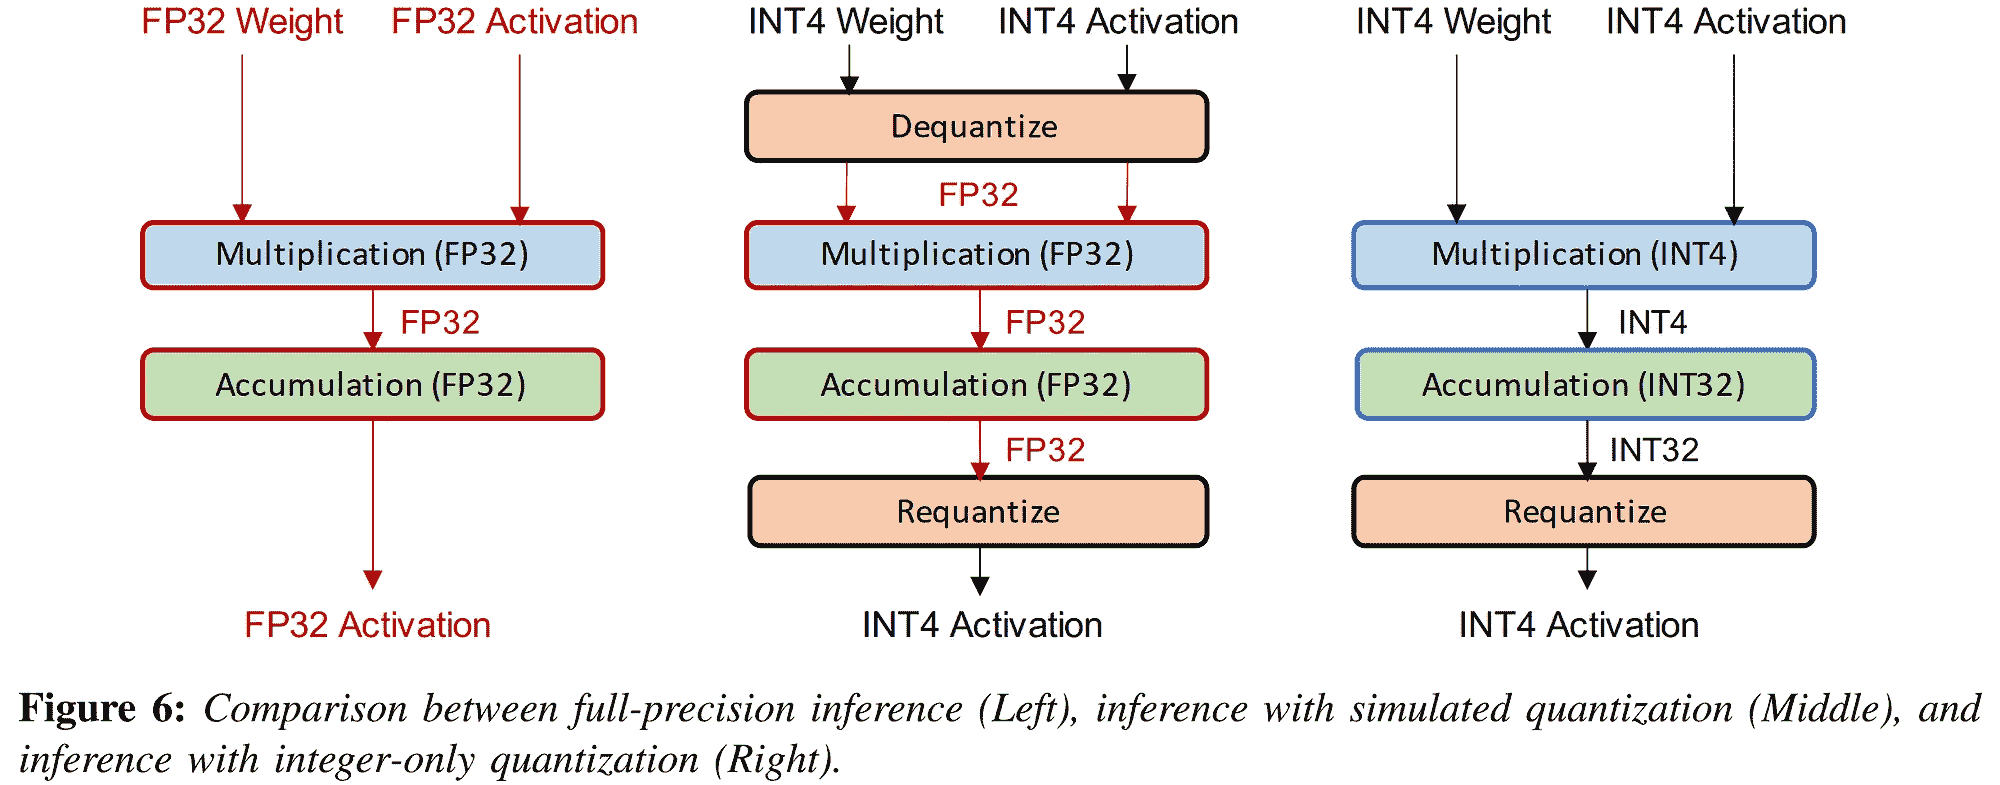 FP32 Weight FP32 Activation
Multiplication (FP32)
FP32
Accumulation (FP32)
FP32 Activation
INT4 Weight INT4 Activation
Dequantize
FP32
Multiplication (FP32)
FP32
Accumulation (FP32)
FP32
Requantize
INT4 Activation
INT4 Weight INT4 Activation
Multiplication (INT4)
INT4
Accumulation (INT32)
INT32
Requantize
INT4 Activation
Figure 6: Comparison between full-precision inference (Left), inference with simulated quantization (Middle), and
inference with integer-only quantization (Right).